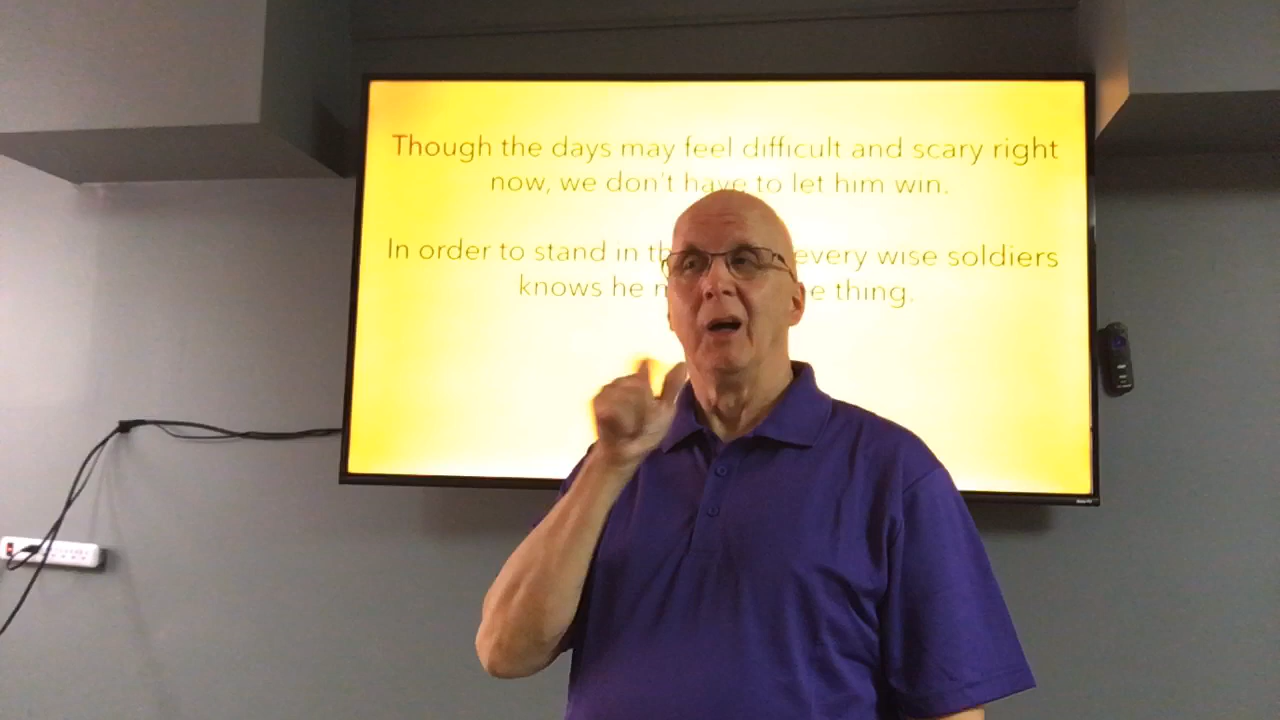 Though the days may feel difficult and scary right
now, we don't have to let him win.
In order to stand in every wise soldiers
knows he thing.